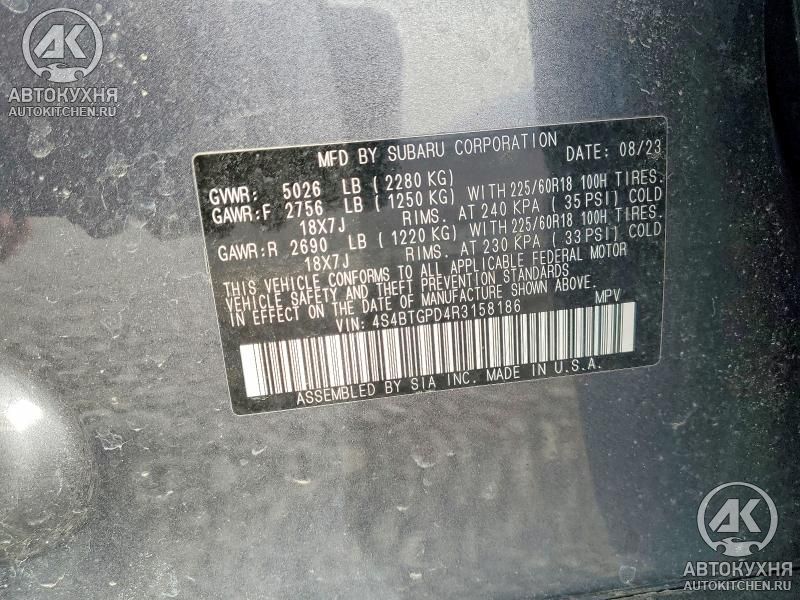 AK
АВТОКУХНЯ
AUTOKITCHEN.RU
MFD BY SUBARU CORPORATION DATE: 08/23
GVWR: 5026 LB (2280 KG)
GAWR:F 2756 LB (1250 KG) WITH 225/60R18 100H TIRES.
18X7J RIMS. AT 240 KPA (35 PSI) COLD
GAWR:R 2690 LB (1220 KG) WITH 225/60R18 100H TIRES.
18X7J RIMS. AT 230 KPA (33 PSI) COLD
THIS VEHICLE CONFORMS TO ALL APPLICABLE FEDERAL MOTOR
VEHICLE SAFETY AND THEFT PREVENTION STANDARDS
IN EFFECT ON THE DATE OF MANUFACTURE SHOWN ABOVE.
VIN: 4S4BTGPD4R3158186 MPV
ASSEMBLED BY SIA INC. MADE IN U.S.A.
AK
АВТОКУХНЯ
AUTOKITCHEN.RU